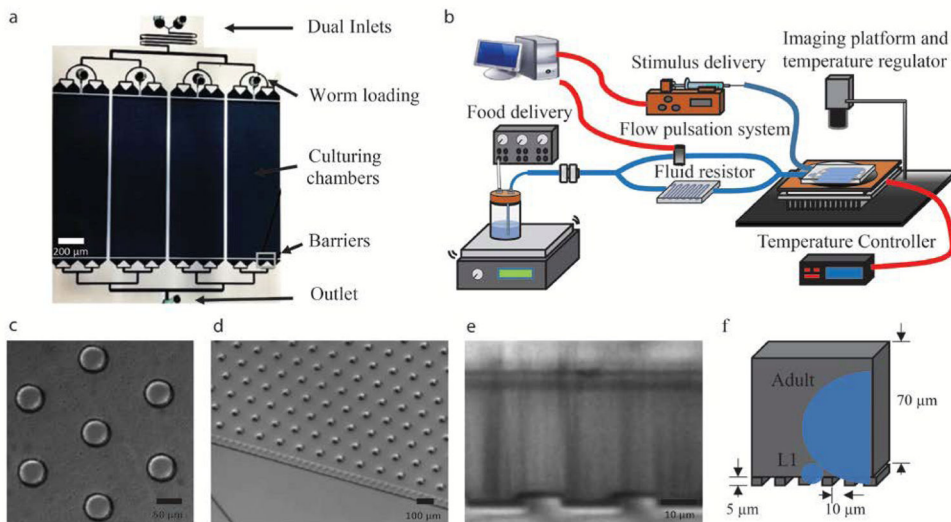 a
Dual Inlets
Worm loading
Culturing
chambers
Barriers
200 μm
Outlet
b
Stimulus delivery
Imaging platform and
temperature regulator
Food delivery
Flow pulsation system
Fluid resistor
Temperature Controller
c
50 μm
d
100 μm
e
10 μm
f
Adult
70 μm
L1
5 μm
10 μm